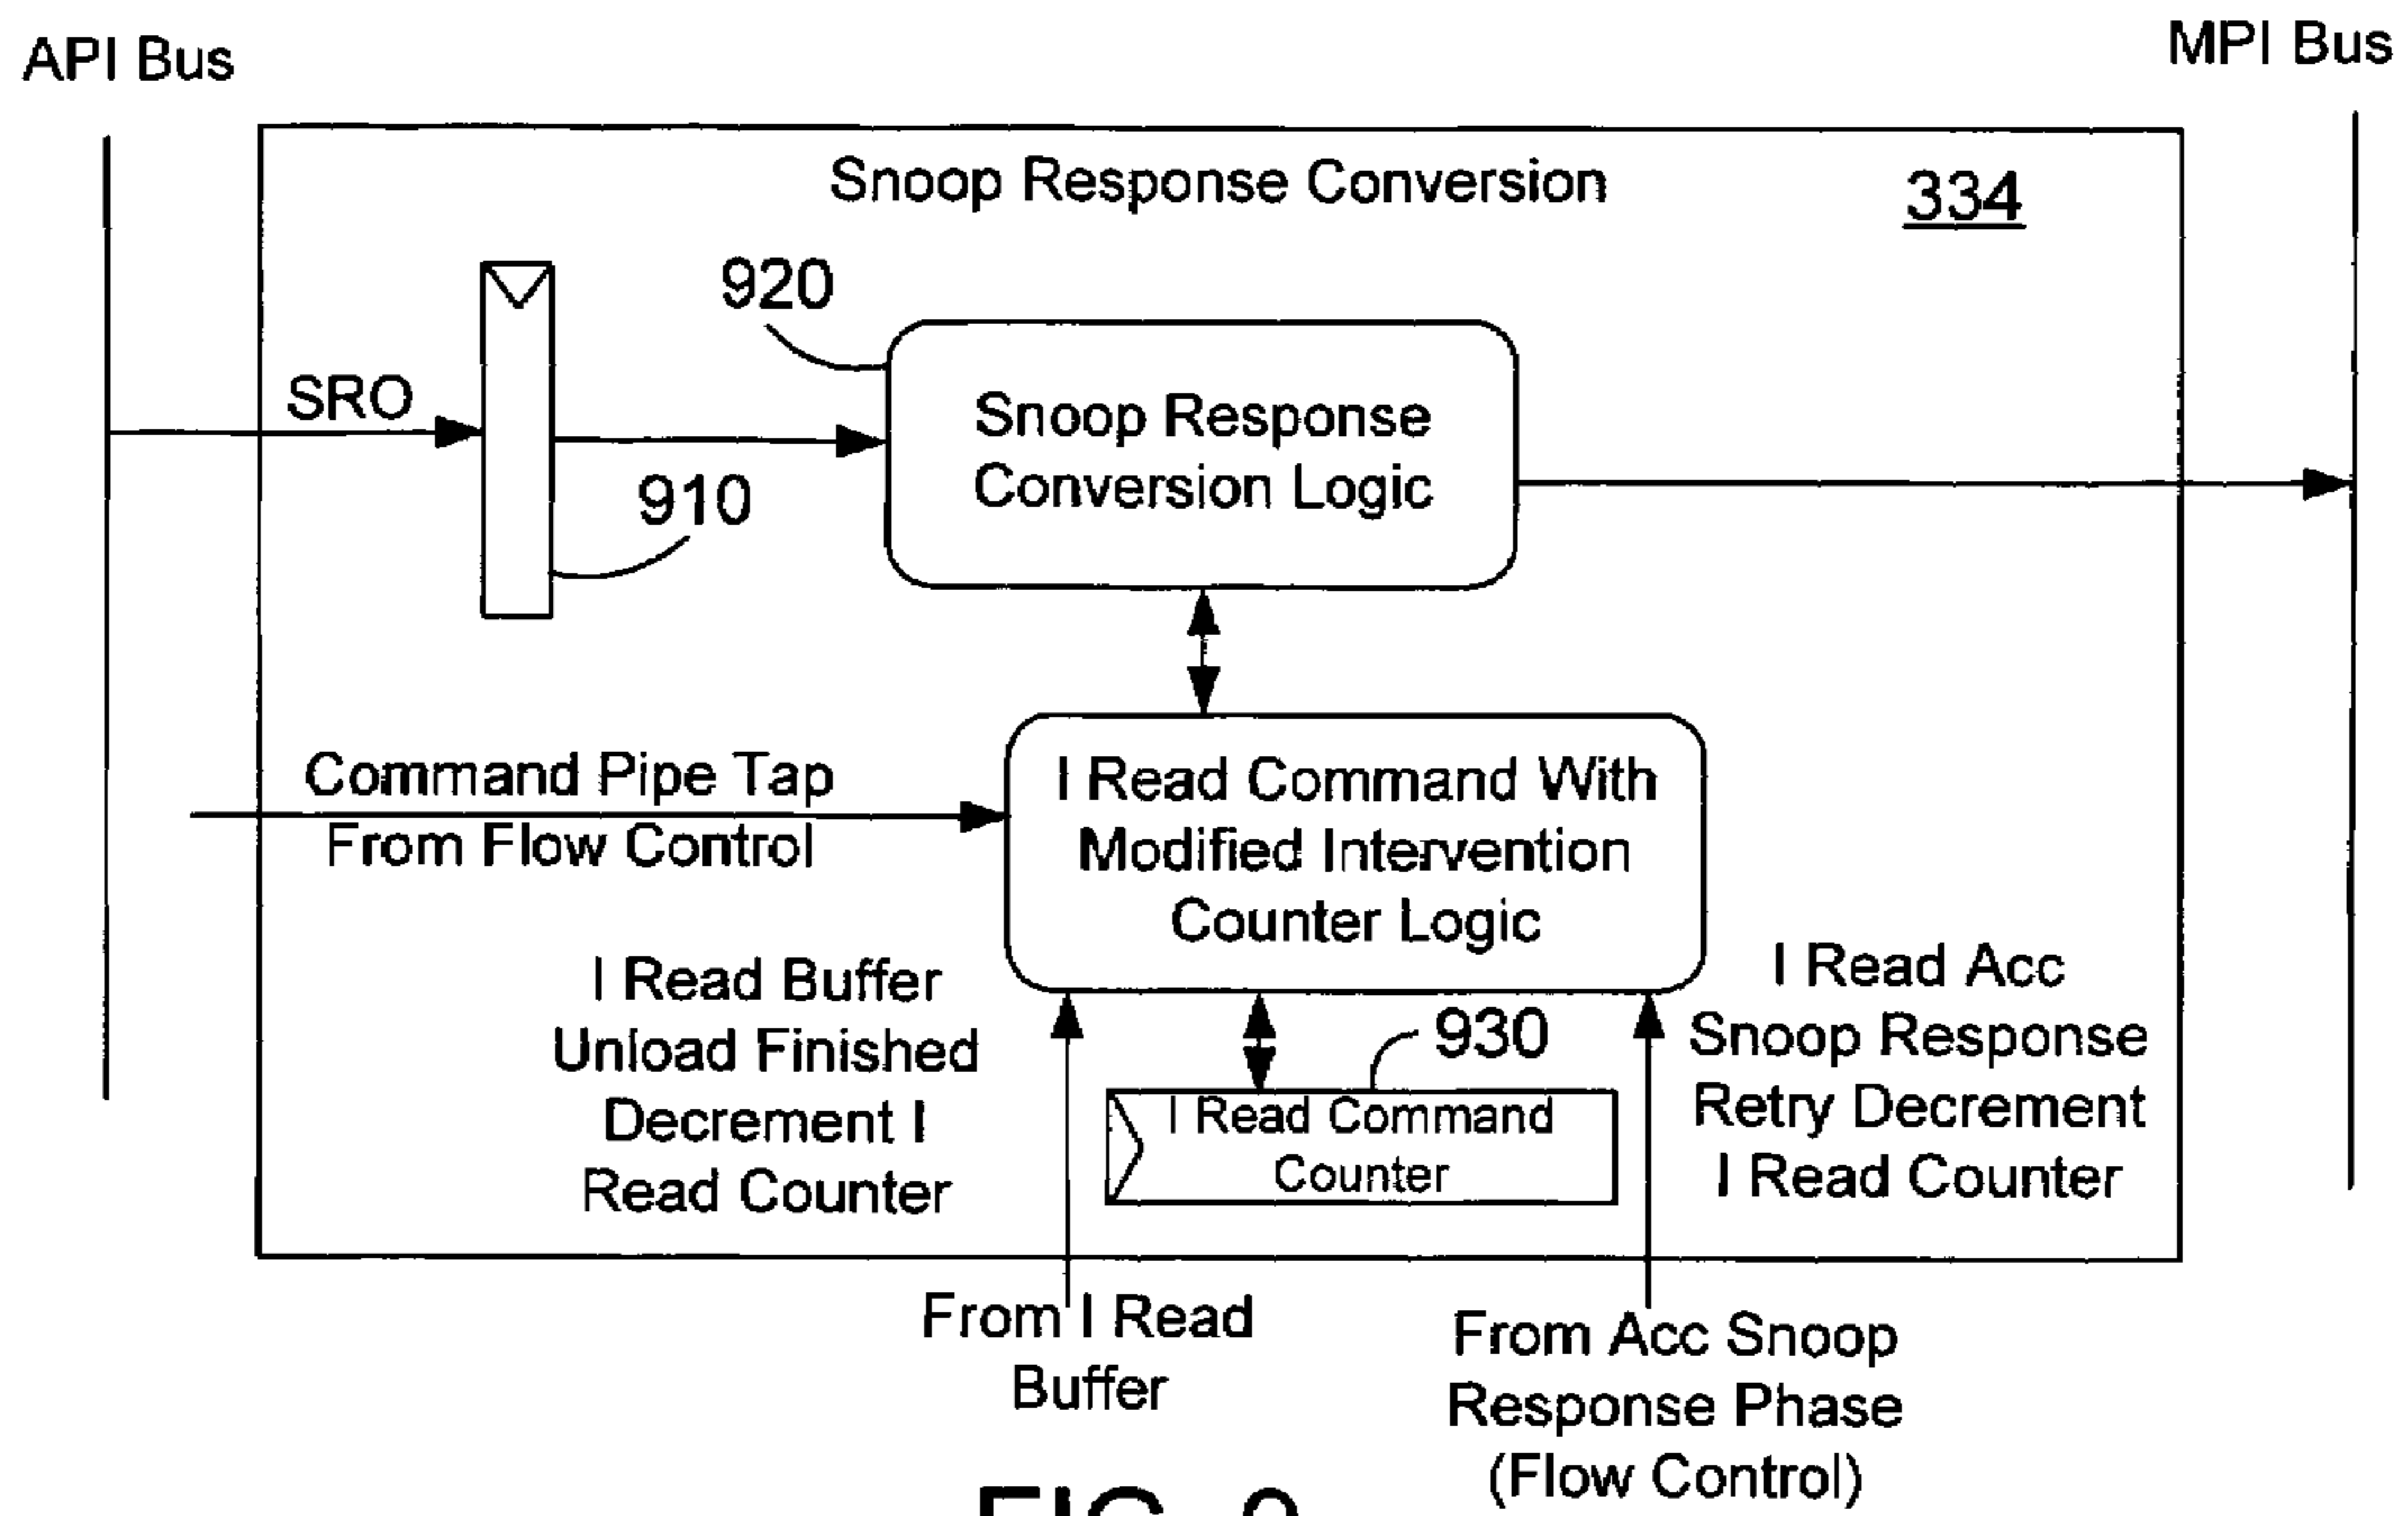 API Bus
MPI Bus
Snoop Response Conversion
334
920
SRO
Snoop Response
Conversion Logic
910
Command Pipe Tap
From Flow Control
I Read Command With
Modified Intervention
Counter Logic
I Read Buffer
Unload Finished
Decrement I
Read Counter
I Read Acc
Snoop Response
Retry Decrement
I Read Counter
930
I Read Command
Counter
From I Read
Buffer
From Acc Snoop
Response Phase
(Flow Control)